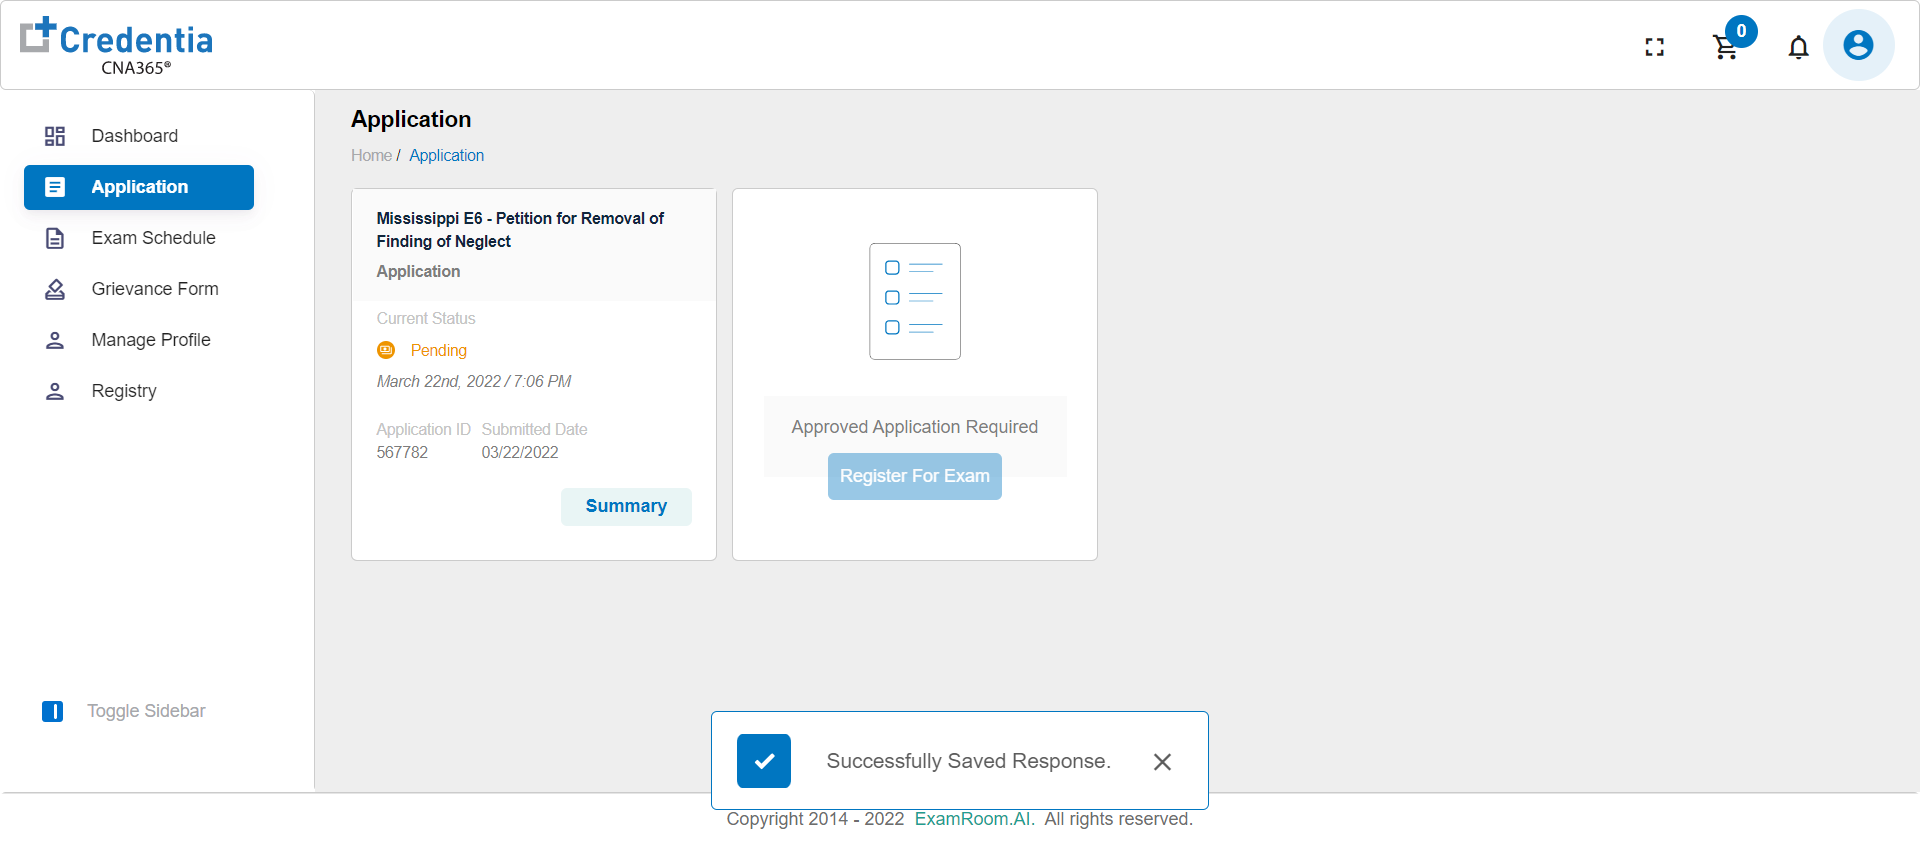 Credentia
CNA365®
0
Dashboard
Application
Exam Schedule
Grievance Form
Manage Profile
Registry
Toggle Sidebar
Application
Home / Application
Mississippi E6 - Petition for Removal of
Finding of Neglect
Application
Current Status
Pending
March 22nd, 2022 / 7:06 PM
Application ID Submitted Date
567782 03/22/2022
Summary
Approved Application Required
Register For Exam
Successfully Saved Response.
Copyright 2014 - 2022 ExamRoom.AI. All rights reserved.